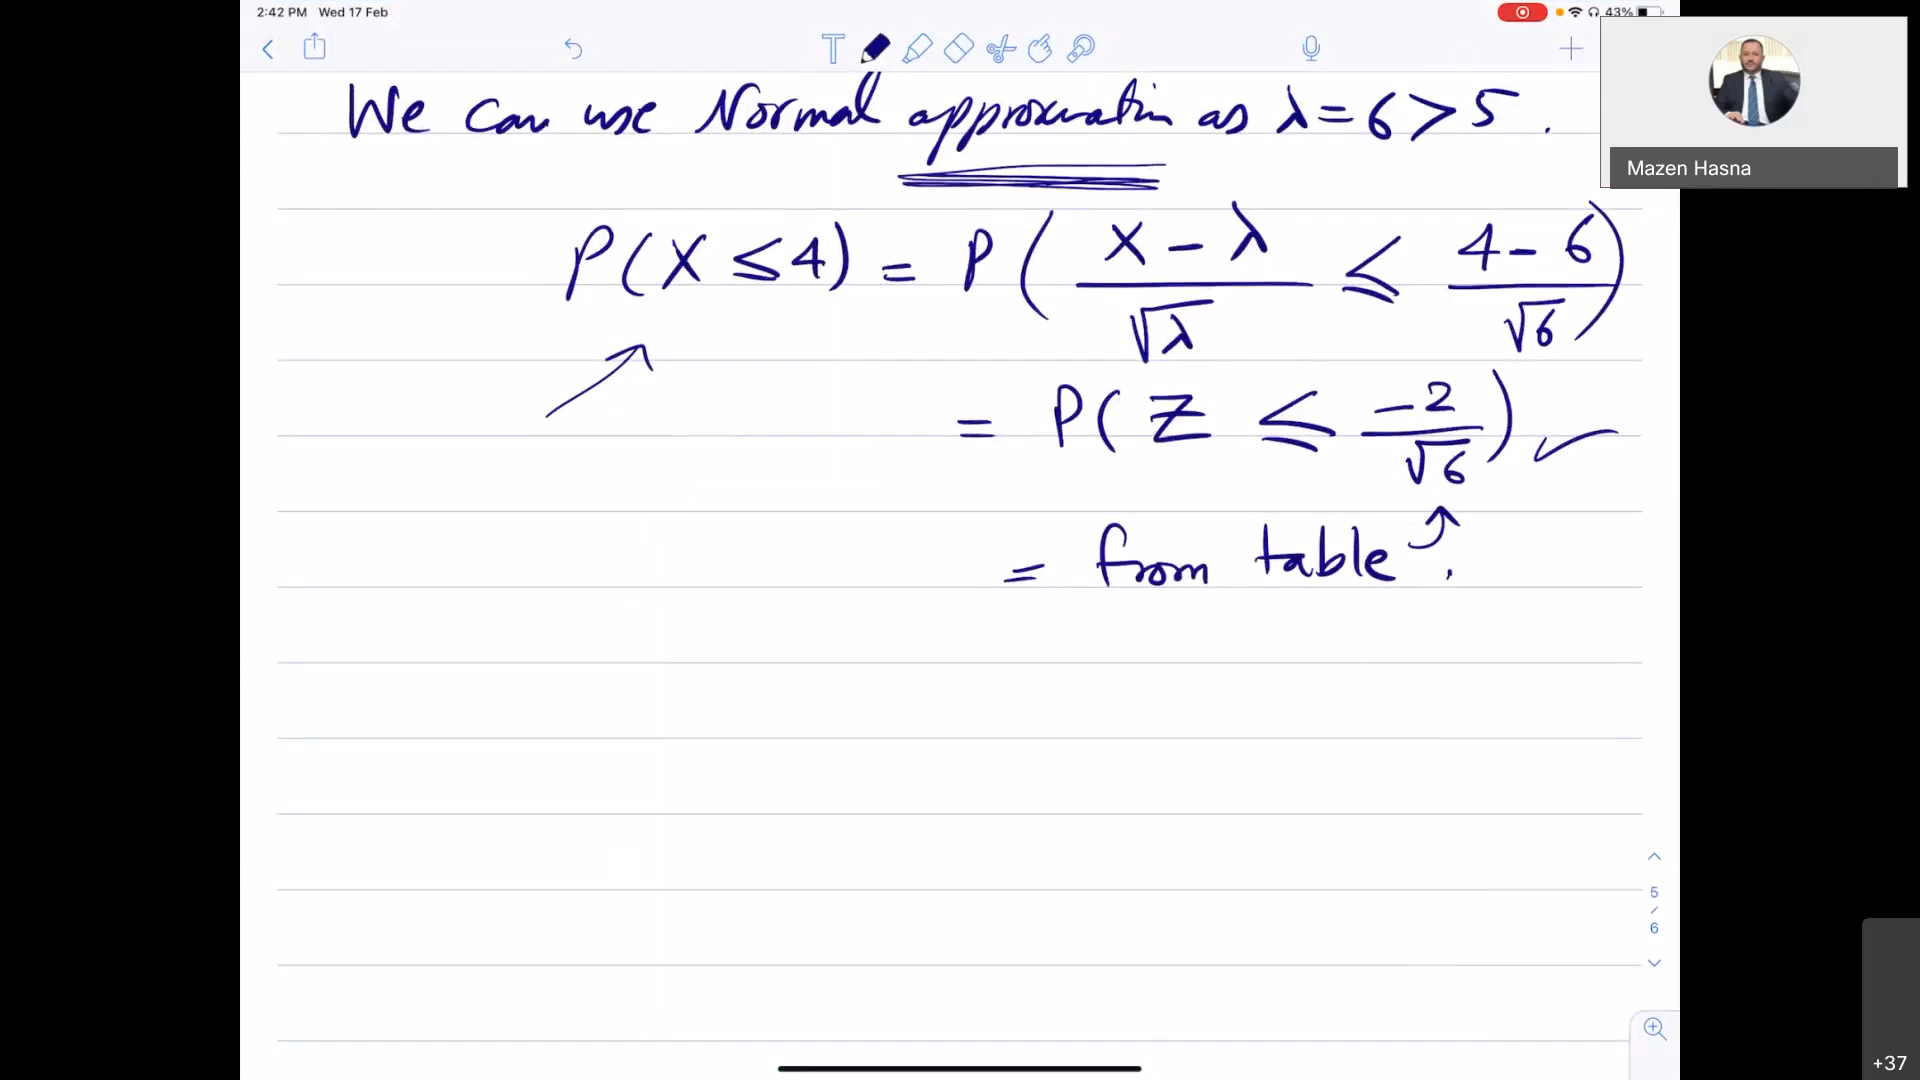 2:42 PM Wed 17 Feb
43%
T
Mazen Hasna
We can use Normal approximatin as λ = 6 > 5 .
P(X ≤ 4) = P( (X - λ)/√λ ≤ (4 - 6)/√6 )
= P( Z ≤ -2/√6 ) ✓
= from table .
5
/
6
+37